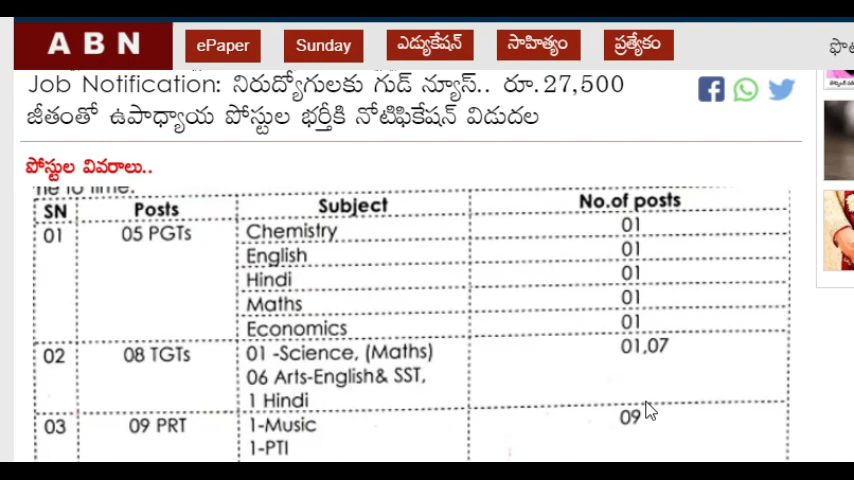 ABN ePaper Sunday ఎడ్యుకేషన్ సాహిత్యం ప్రత్యేకం
Job Notification: నిరుద్యోగులకు గుడ్ న్యూస్.. రూ.27,500
జీతంతో ఉపాధ్యాయ పోస్టుల భర్తీకి నోటిఫికేషన్ విడుదల
పోస్టుల వివరాలు..
to time.
SN Posts Subject No.of posts
01 05 PGTs Chemistry 01
English 01
Hindi 01
Maths 01
Economics 01
02 08 TGTs 01 -Science, (Maths) 01,07
06 Arts-English& SST,
1 Hindi
03 09 PRT 1-Music 09
1-PTI